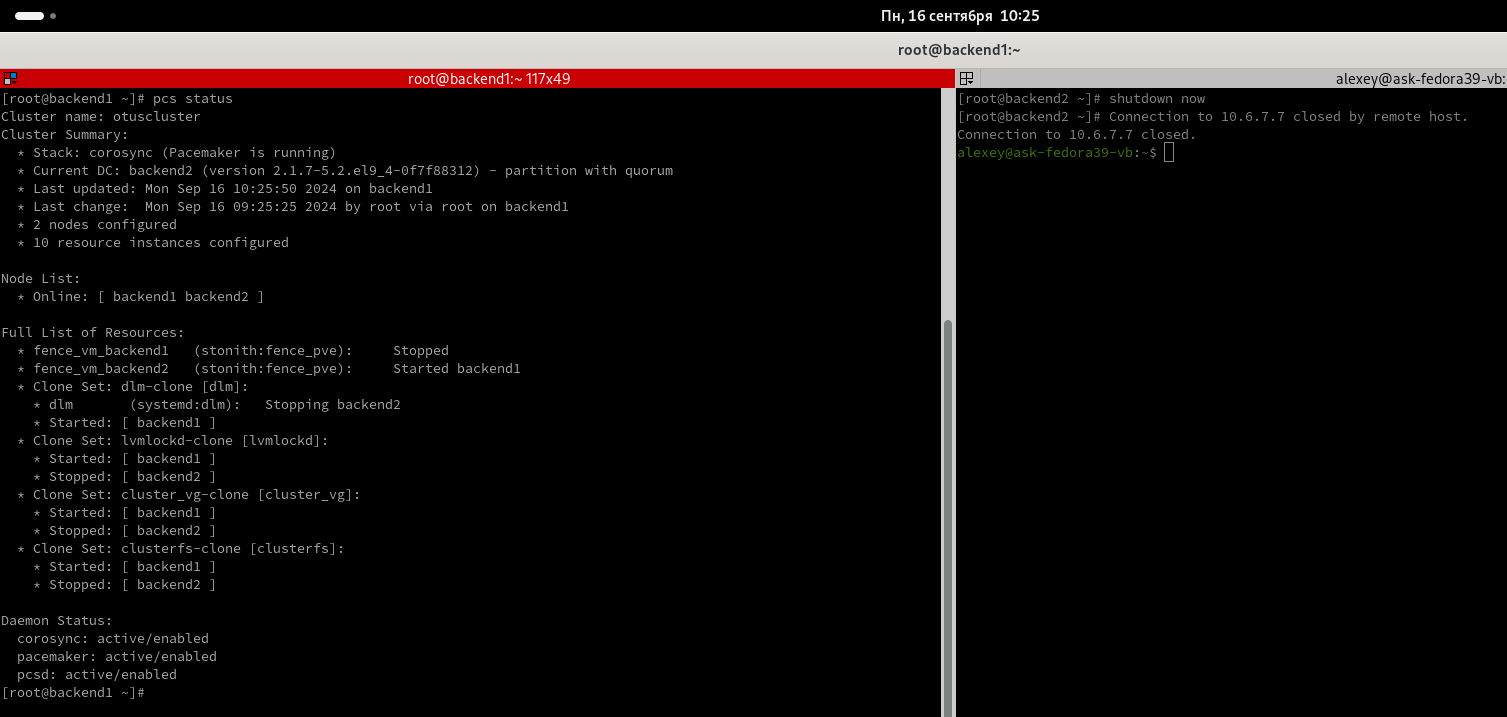 Пн, 16 сентября 10:25
root@backend1:~
root@backend1:~ 117x49
[root@backend1 ~]# pcs status
Cluster name: otuscluster
Cluster Summary:
  * Stack: corosync (Pacemaker is running)
  * Current DC: backend2 (version 2.1.7-5.2.el9_4-0f7f88312) - partition with quorum
  * Last updated: Mon Sep 16 10:25:50 2024 on backend1
  * Last change:  Mon Sep 16 09:25:25 2024 by root via root on backend1
  * 2 nodes configured
  * 10 resource instances configured

Node List:
  * Online: [ backend1 backend2 ]

Full List of Resources:
  * fence_vm_backend1   (stonith:fence_pve):     Stopped
  * fence_vm_backend2   (stonith:fence_pve):     Started backend1
  * Clone Set: dlm-clone [dlm]:
    * dlm       (systemd:dlm):   Stopping backend2
    * Started: [ backend1 ]
  * Clone Set: lvmlockd-clone [lvmlockd]:
    * Started: [ backend1 ]
    * Stopped: [ backend2 ]
  * Clone Set: cluster_vg-clone [cluster_vg]:
    * Started: [ backend1 ]
    * Stopped: [ backend2 ]
  * Clone Set: clusterfs-clone [clusterfs]:
    * Started: [ backend1 ]
    * Stopped: [ backend2 ]

Daemon Status:
  corosync: active/enabled
  pacemaker: active/enabled
  pcsd: active/enabled
[root@backend1 ~]#
alexey@ask-fedora39-vb:
[root@backend2 ~]# shutdown now
[root@backend2 ~]# Connection to 10.6.7.7 closed by remote host.
Connection to 10.6.7.7 closed.
alexey@ask-fedora39-vb:~$